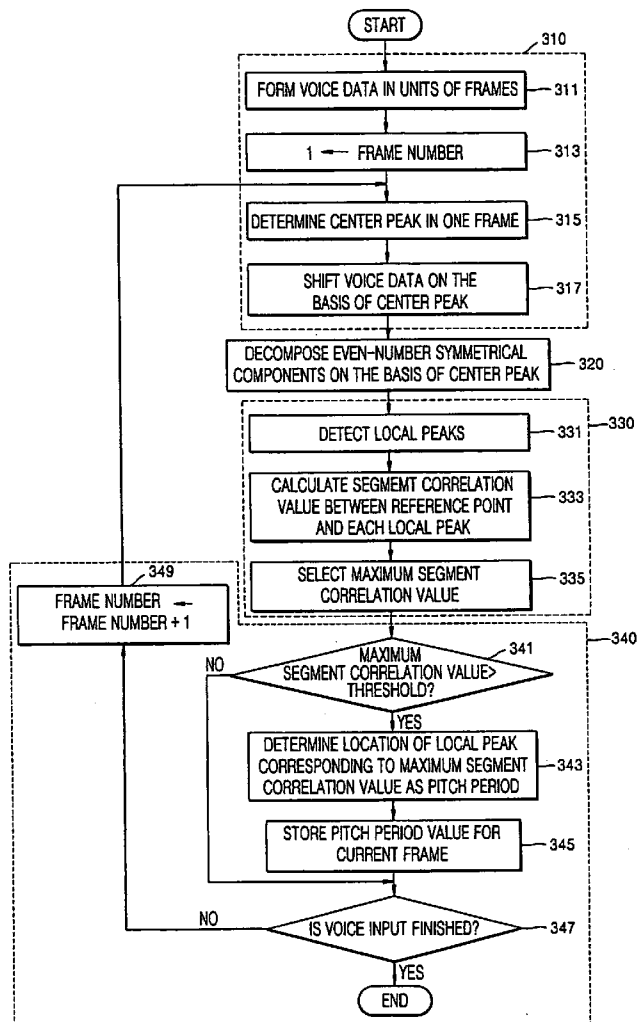 START
310
FORM VOICE DATA IN UNITS OF FRAMES
311
1 ← FRAME NUMBER
313
DETERMINE CENTER PEAK IN ONE FRAME
315
SHIFT VOICE DATA ON THE
BASIS OF CENTER PEAK
317
DECOMPOSE EVEN-NUMBER SYMMETRICAL
COMPONENTS ON THE BASIS OF CENTER PEAK
320
330
DETECT LOCAL PEAKS
331
CALCULATE SEGMEMT CORRELATION
VALUE BETWEEN REFERENCE POINT
AND EACH LOCAL PEAK
333
SELECT MAXIMUM SEGMENT
CORRELATION VALUE
335
349
FRAME NUMBER ←
FRAME NUMBER + 1
340
341
MAXIMUM
SEGMENT CORRELATION VALUE>
THRESHOLD?
NO
YES
DETERMINE LOCATION OF LOCAL PEAK
CORRESPONDING TO MAXIMUM SEGMENT
CORRELATION VALUE AS PITCH PERIOD
343
STORE PITCH PERIOD VALUE FOR
CURRENT FRAME
345
NO
IS VOICE INPUT FINISHED?
347
YES
END